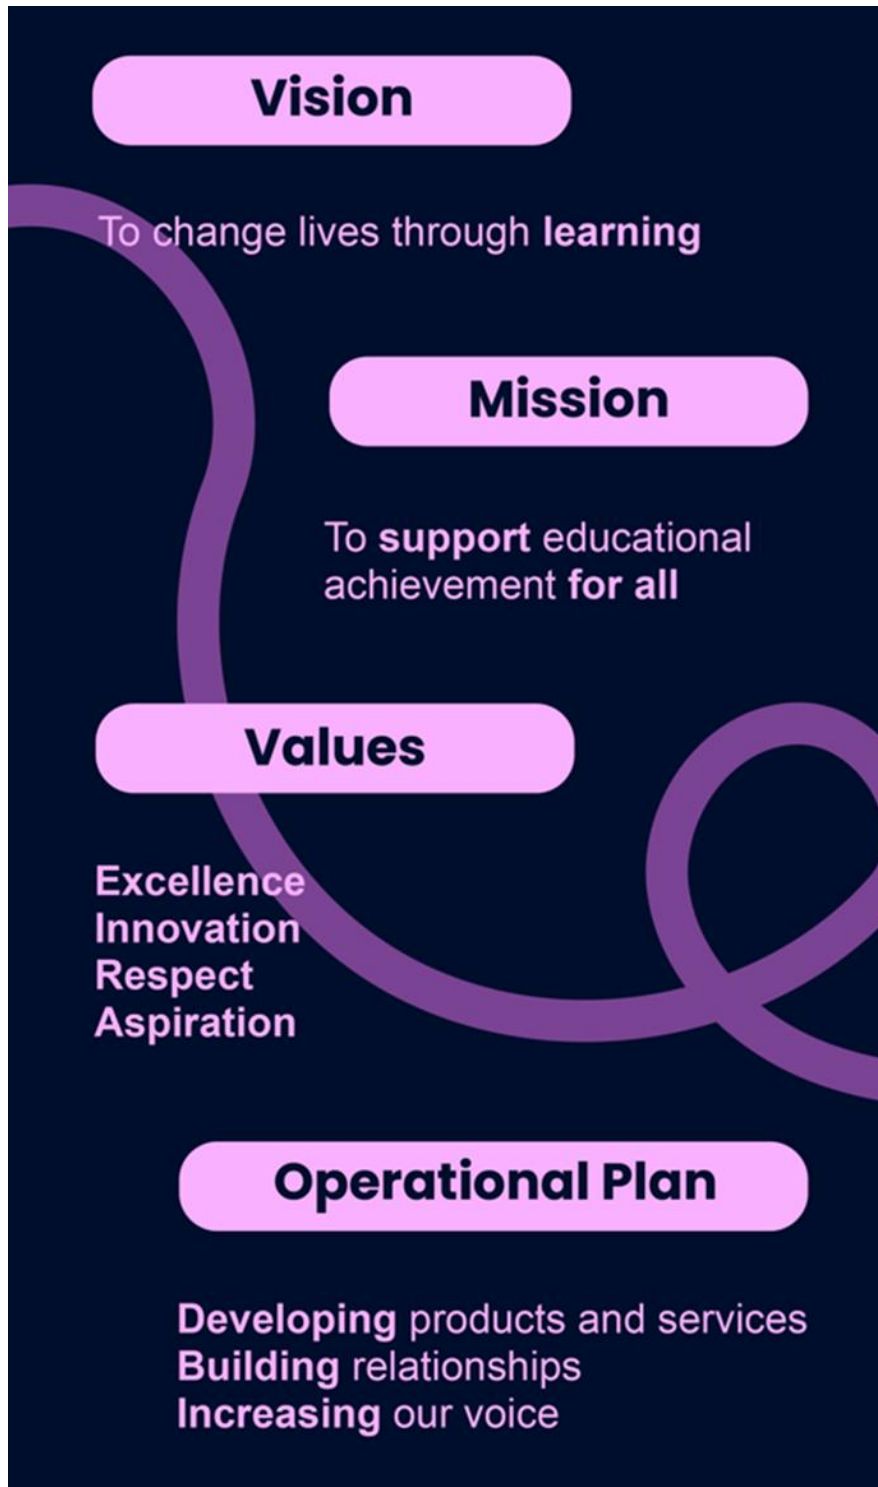 Vision
To change lives through learning
Mission
To support educational
achievement for all
Values
Excellence
Innovation
Respect
Aspiration
Operational Plan
Developing products and services
Building relationships
Increasing our voice